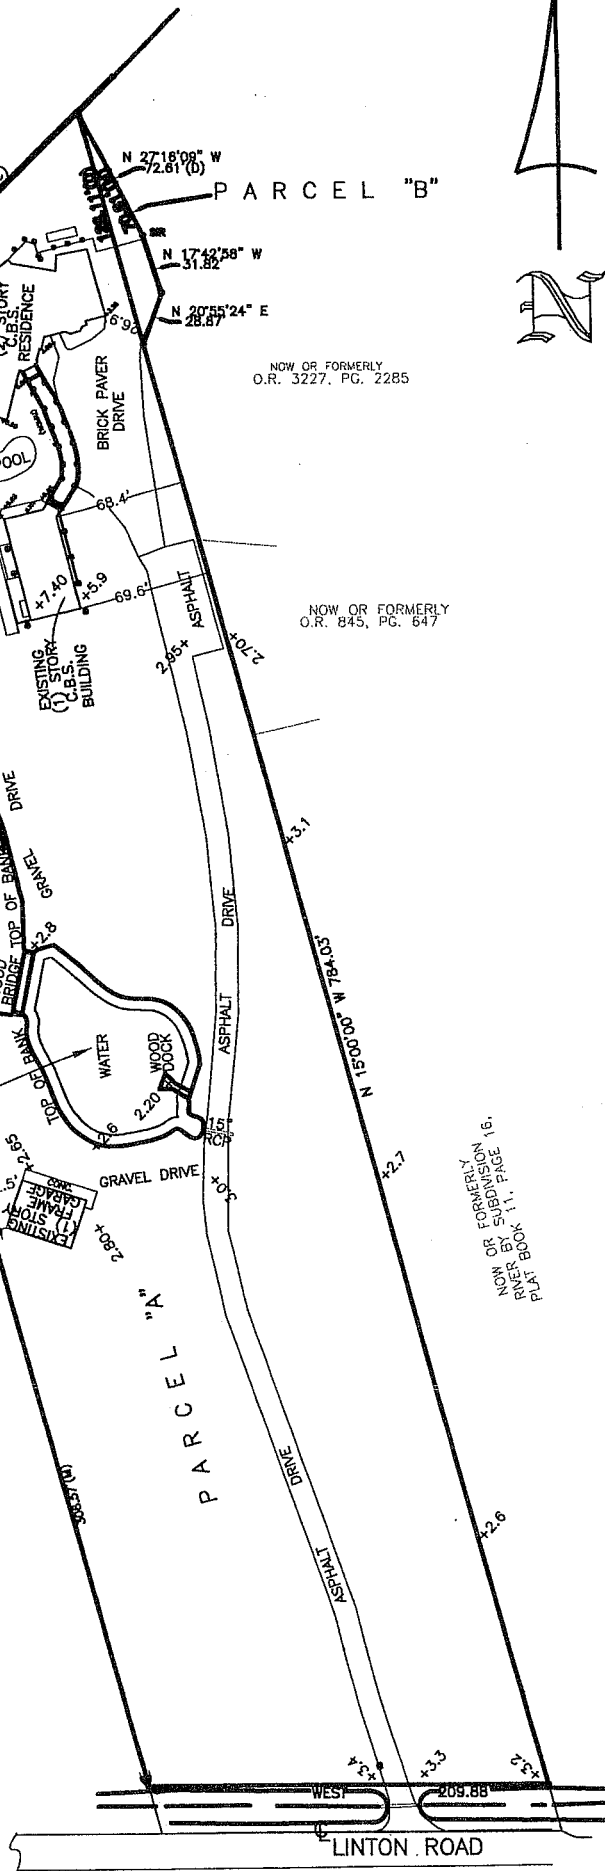 N 27°18'09" W
72.61'(D)
PARCEL "B"
N 17°42'58" W
31.82'
N 20°55'24" E
28.87'
NOW OR FORMERLY
O.R. 3227, PG. 2285
STORY
C.B.S.
RESIDENCE
BRICK PAVER
DRIVE
POOL
68.4'
69.6'
+7.40
+5.9
EXISTING
(1) STORY
C.B.S.
BUILDING
ASPHALT
2.95+
2.70+
NOW OR FORMERLY
O.R. 845, PG. 647
+3.1
DRIVE
GRAVEL
TOP OF BANK
BRIDGE
+2.8
DRIVE
ASPHALT
N 15°00'00" W 784.03'
TOP OF BANK
WATER
WOOD
DOCK
2.20
+2.6
15"
RCP
+2.65
GRAVEL DRIVE
3.0+
+2.7
EXISTING
(1) STORY
FRAME
GARAGE
2.80+
NOW OR FORMERLY
RIVER BY SUBDIVISION 16,
PLAT BOOK 11, PAGE
PARCEL "A"
DRIVE
ASPHALT
+2.6
+3.4
+3.3
+3.2
WEST
209.88'
LINTON ROAD
N